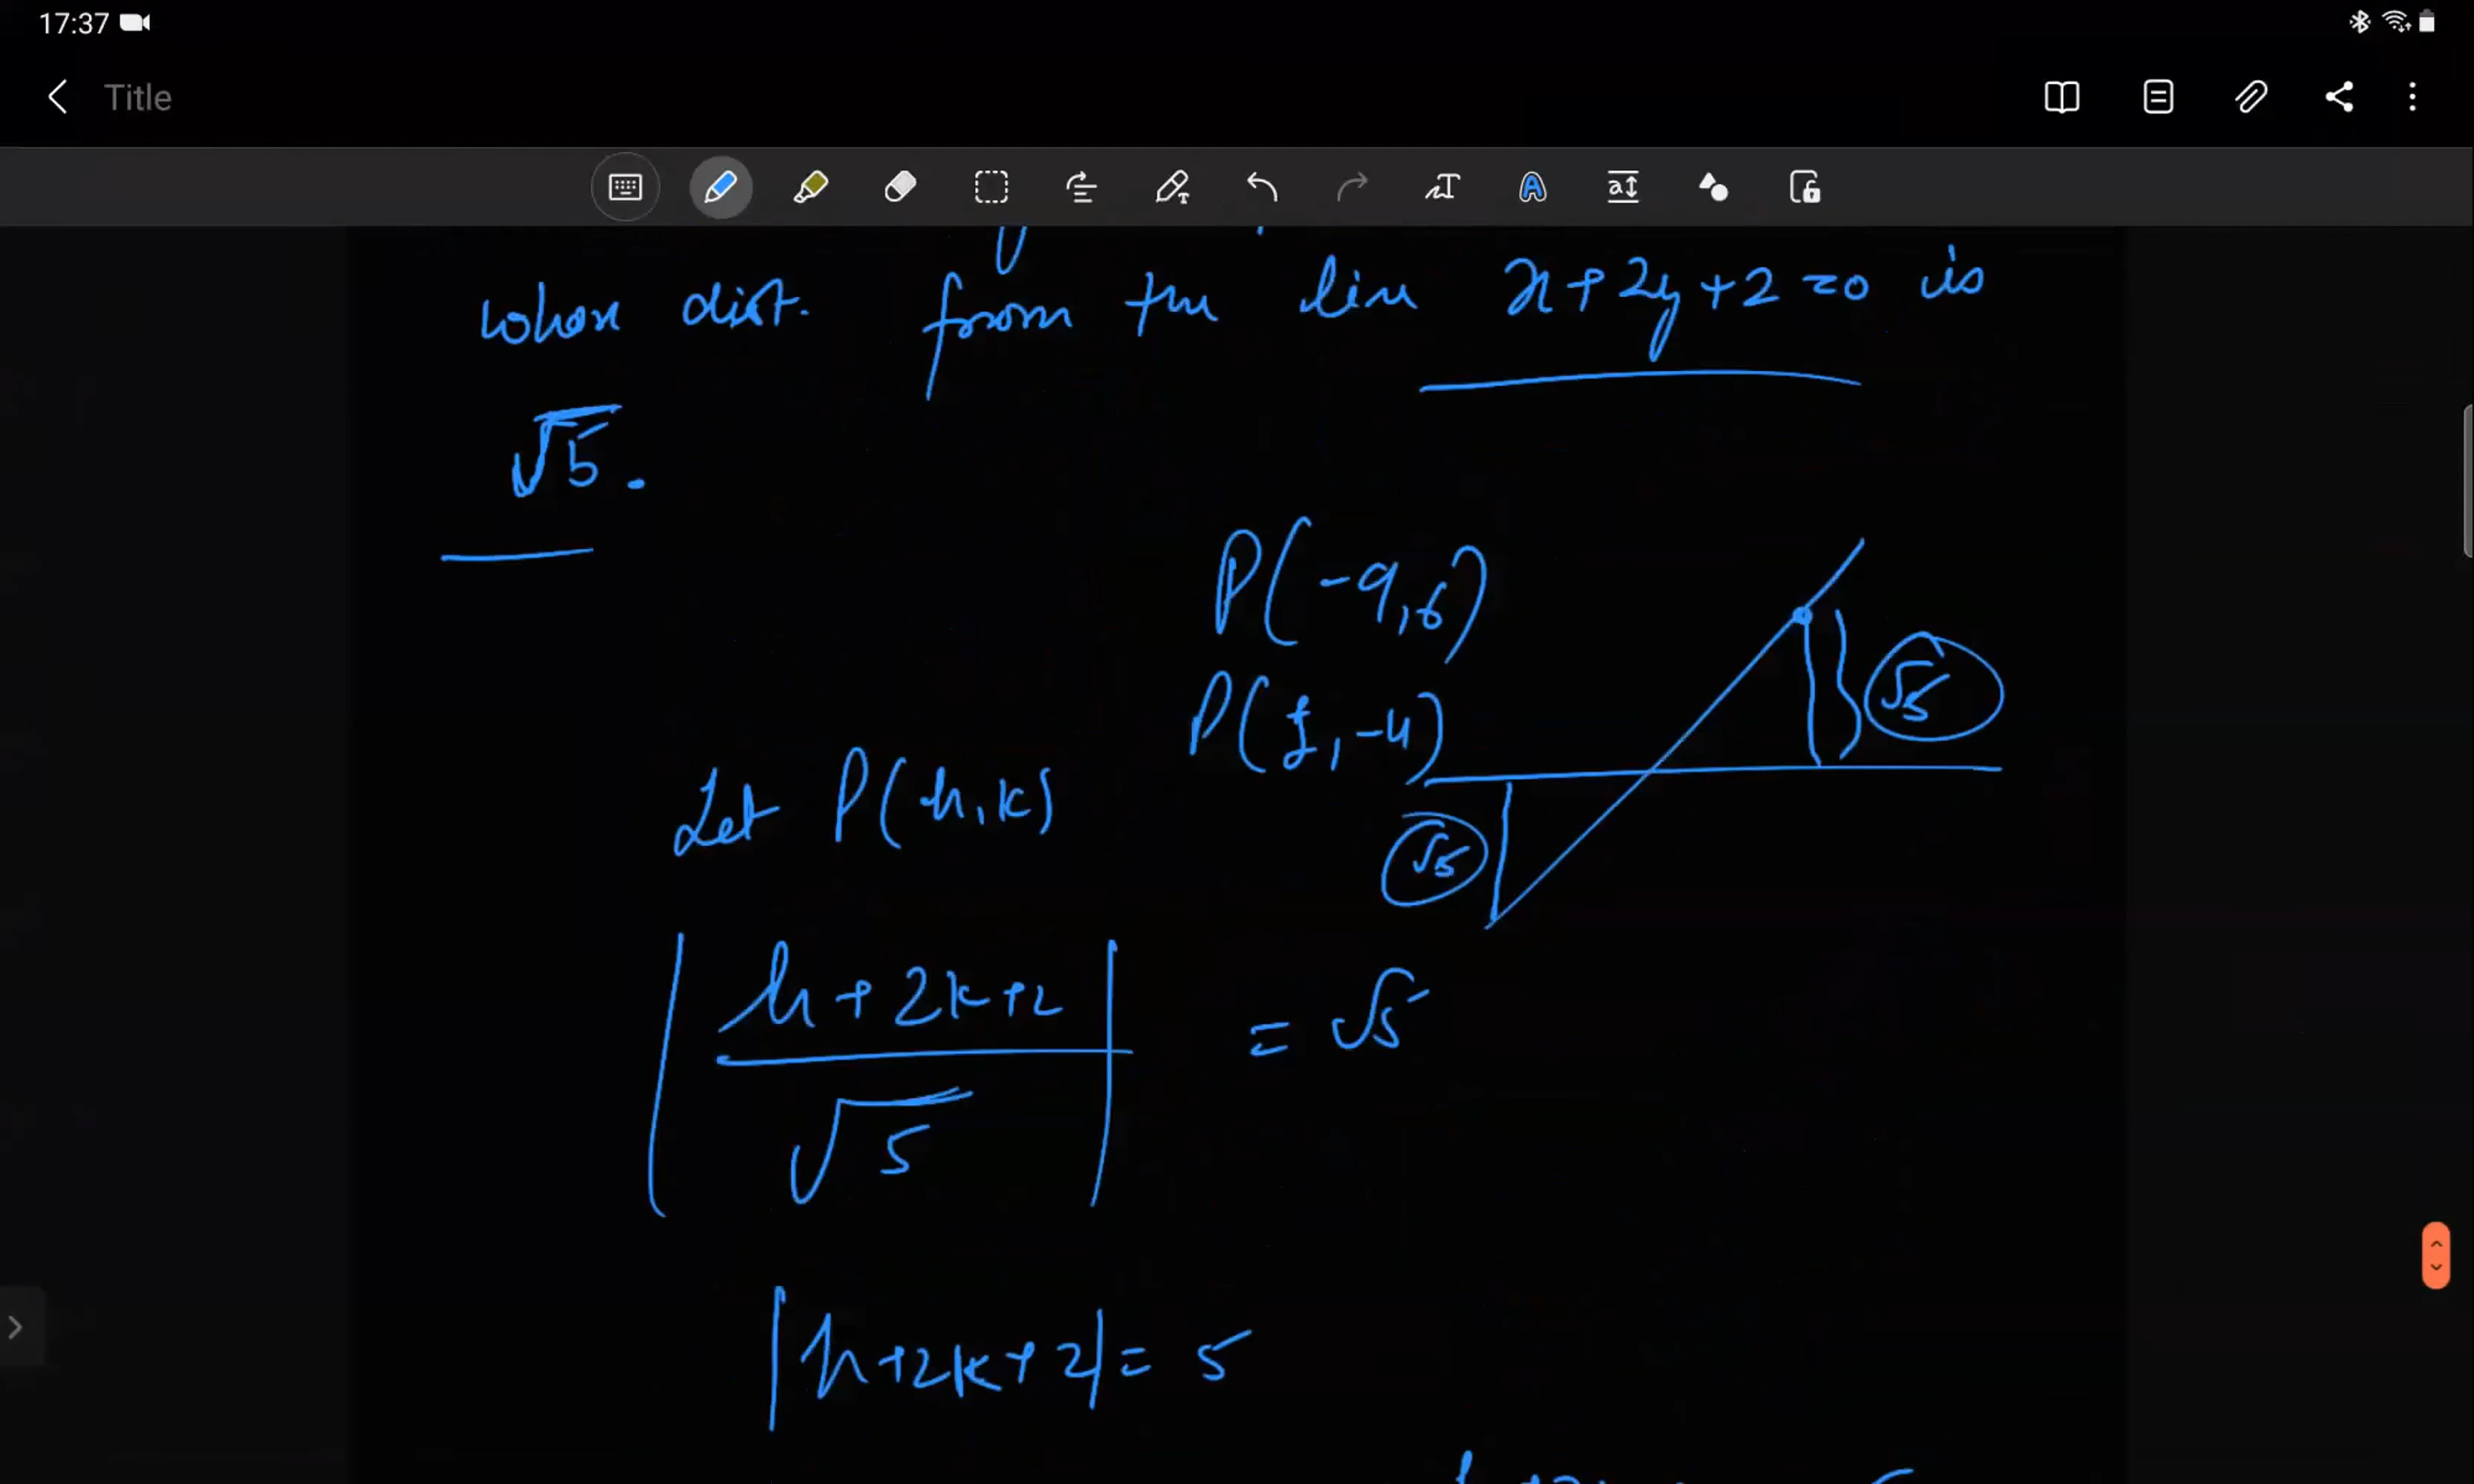 17:37
Title
whose dist. from the line x+2y+2=0 is
√5.
P(-9,6)
P(1,-4)
√5
Let P(h,k)
√5
|h+2k+2 / √5| = √5
|h+2k+2|= 5